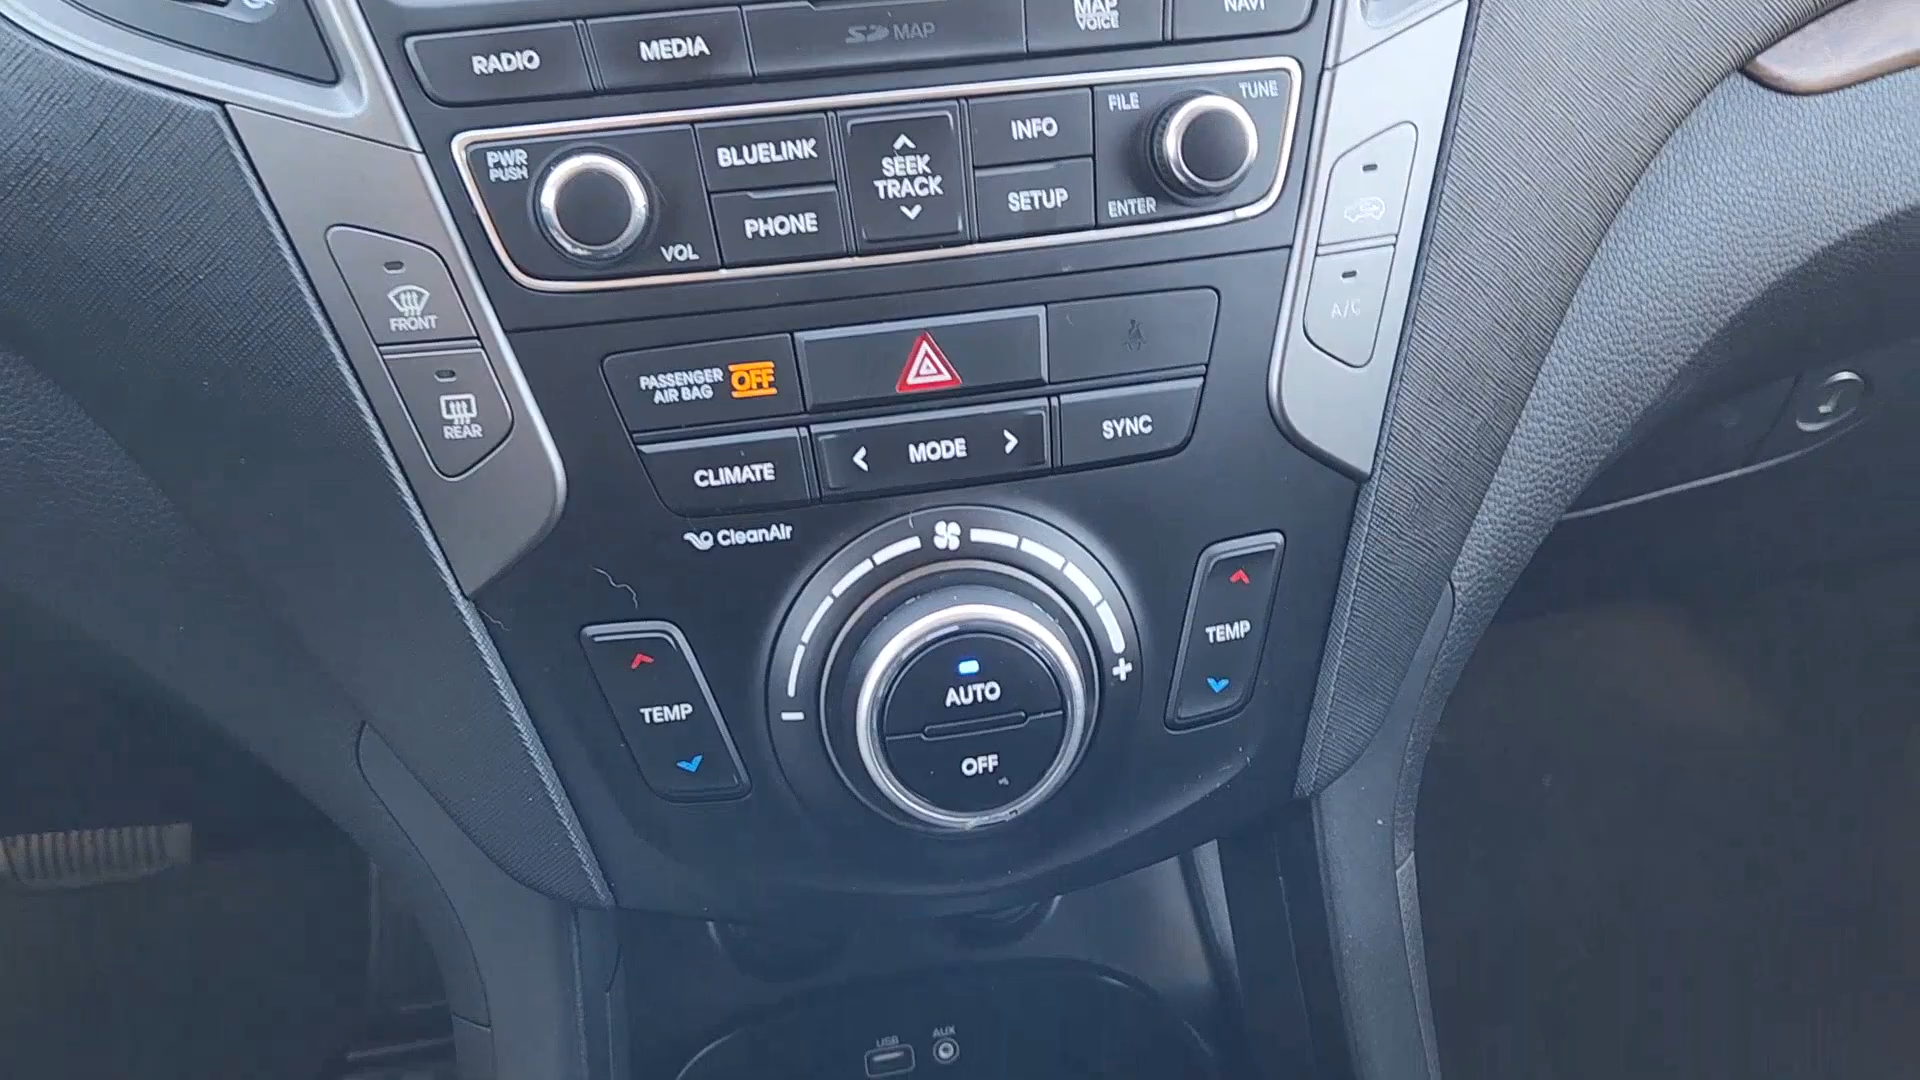 RADIO
MEDIA
SD MAP
MAP
VOICE
NAVI
PWR
PUSH
VOL
BLUELINK
PHONE
SEEK
TRACK
INFO
SETUP
FILE
TUNE
ENTER
FRONT
REAR
A/C
PASSENGER
AIR BAG
OFF
CLIMATE
< MODE >
SYNC
CleanAir
TEMP
AUTO
OFF
- +
TEMP
USB
AUX